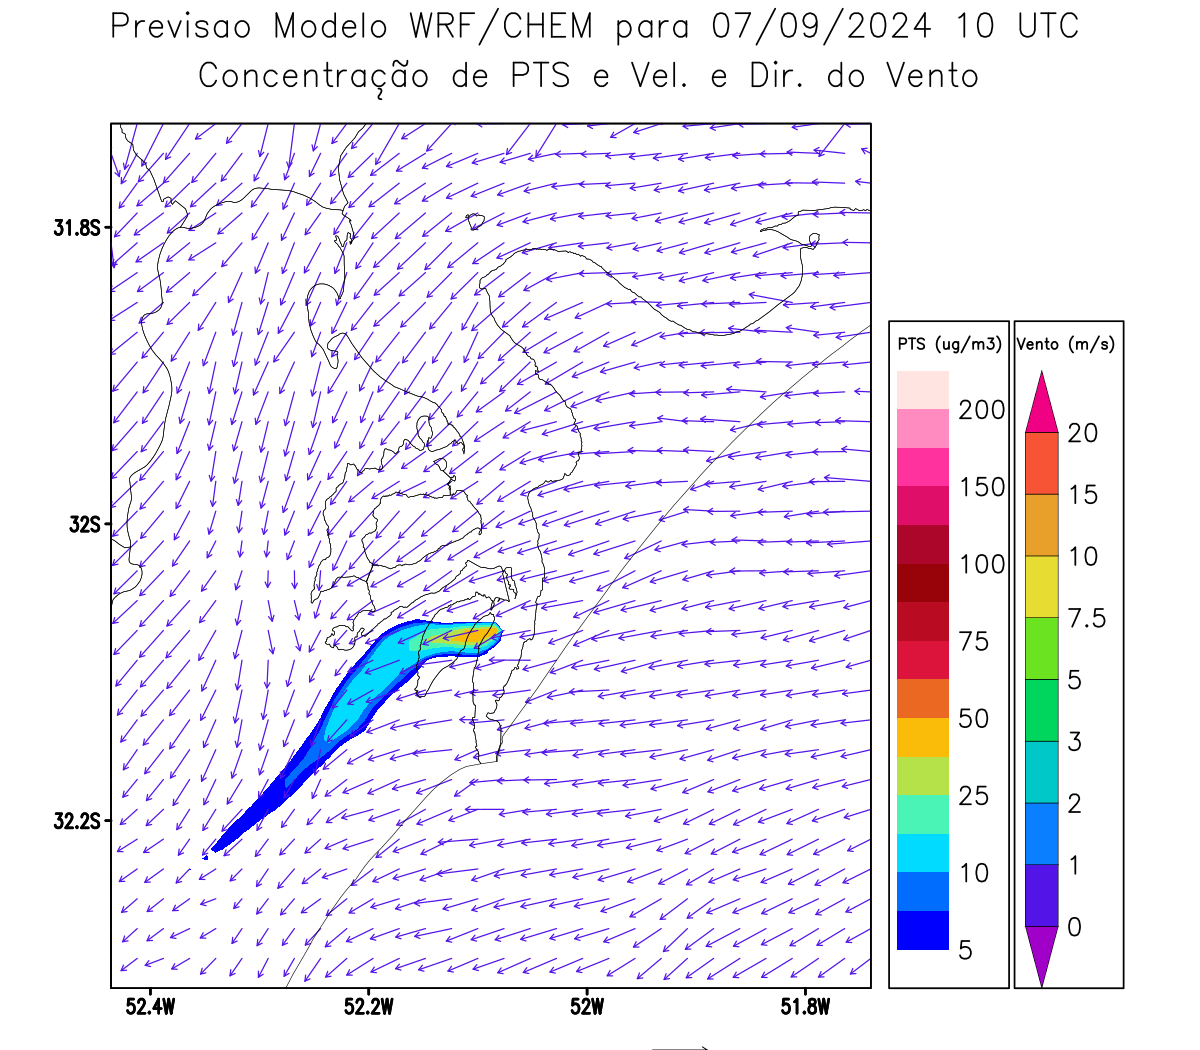 Previsao Modelo WRF/CHEM para 07/09/2024 10 UTC
Concentração de PTS e Vel. e Dir. do Vento
31.8S
32S
32.2S
52.4W
52.2W
52W
51.8W
PTS (ug/m3)
200
150
100
75
50
25
10
5
Vento (m/s)
20
15
10
7.5
5
3
2
1
0